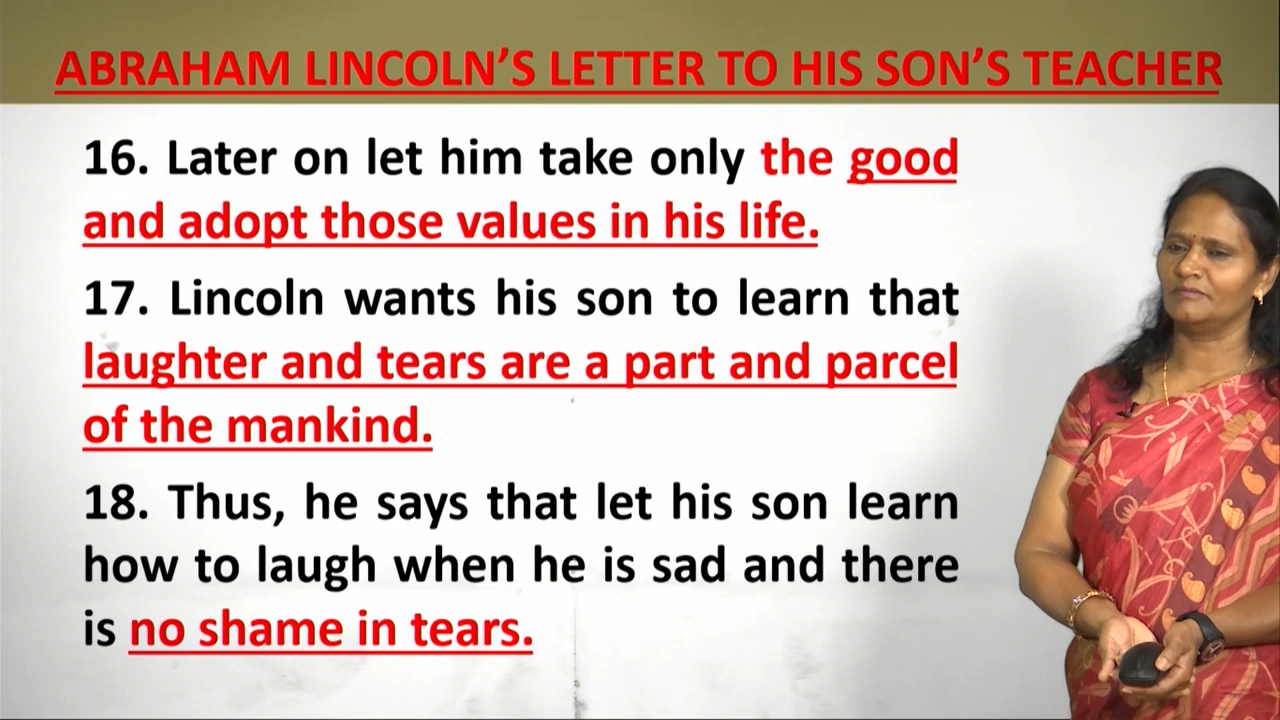 ABRAHAM LINCOLN’S LETTER TO HIS SON’S TEACHER
16. Later on let him take only the good
and adopt those values in his life.
17. Lincoln wants his son to learn that
laughter and tears are a part and parcel
of the mankind.
18. Thus, he says that let his son learn
how to laugh when he is sad and there
is no shame in tears.